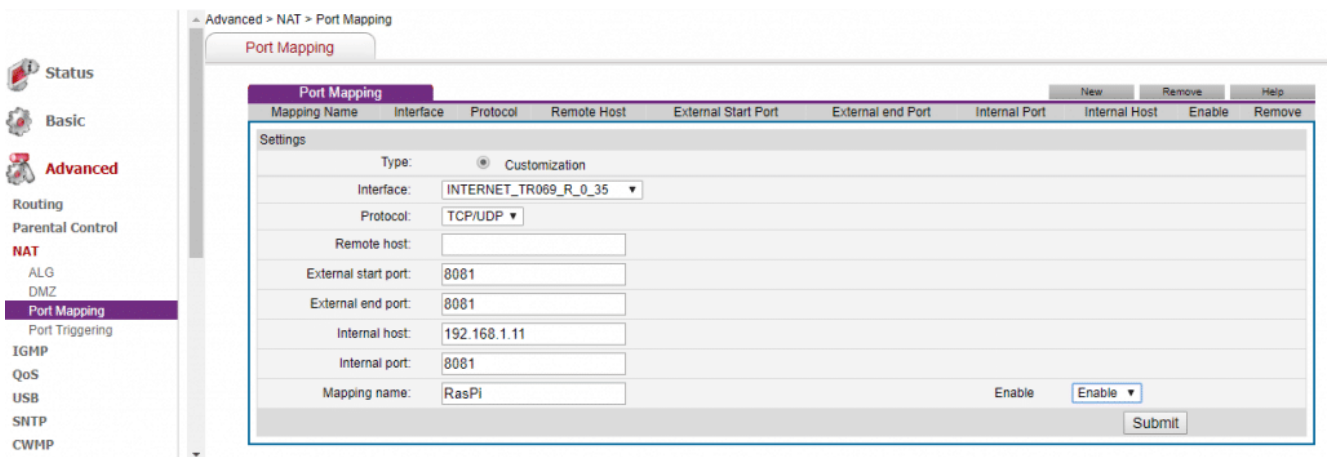 Advanced > NAT > Port Mapping
Port Mapping
Status
Basic
Advanced
Routing
Parental Control
NAT
ALG
DMZ
Port Mapping
Port Triggering
IGMP
QoS
USB
SNTP
CWMP
Port Mapping New Remove Help
Mapping Name Interface Protocol Remote Host External Start Port External end Port Internal Port Internal Host Enable Remove
Settings
Type: Customization
Interface: INTERNET_TR069_R_0_35
Protocol: TCP/UDP
Remote host:
External start port: 8081
External end port: 8081
Internal host: 192.168.1.11
Internal port: 8081
Mapping name: RasPi Enable Enable
Submit